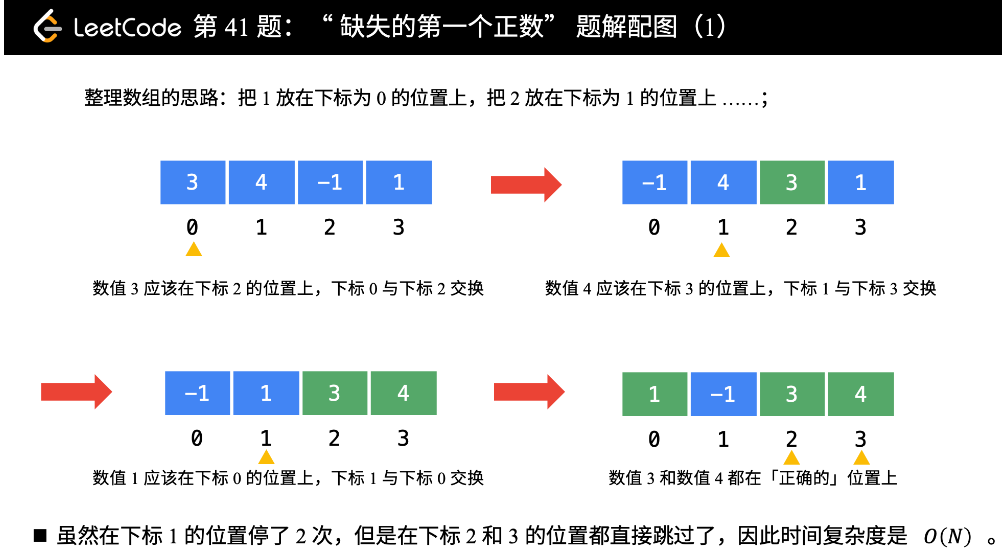 LeetCode 第 41 题：“ 缺失的第一个正数” 题解配图（1）
整理数组的思路：把 1 放在下标为 0 的位置上，把 2 放在下标为 1 的位置上 ……；
3 4 −1 1
0 1 2 3
数值 3 应该在下标 2 的位置上，下标 0 与下标 2 交换
−1 4 3 1
0 1 2 3
数值 4 应该在下标 3 的位置上，下标 1 与下标 3 交换
−1 1 3 4
0 1 2 3
数值 1 应该在下标 0 的位置上，下标 1 与下标 0 交换
1 −1 3 4
0 1 2 3
数值 3 和数值 4 都在「正确的」位置上
■ 虽然在下标 1 的位置停了 2 次，但是在下标 2 和 3 的位置都直接跳过了，因此时间复杂度是 O(N) 。